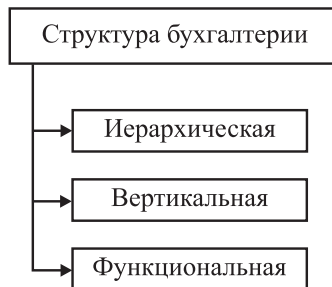 Структура бухгалтерии
Иерархическая
Вертикальная
Функциональная